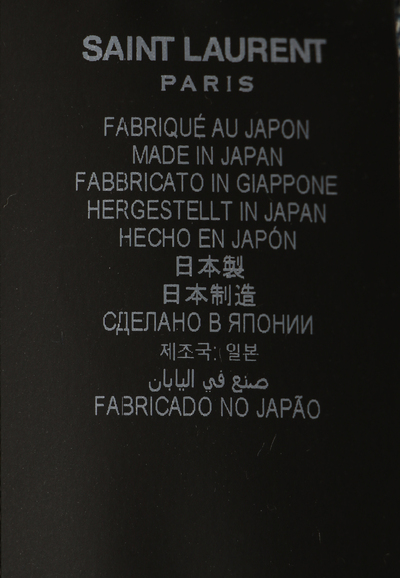 SAINT LAURENT
PARIS
FABRIQUÉ AU JAPON
MADE IN JAPAN
FABBRICATO IN GIAPPONE
HERGESTELLT IN JAPAN
HECHO EN JAPÓN
日本製
日本制造
СДЕЛАНО В ЯПОНИИ
제조국: 일본
صنع في اليابان
FABRICADO NO JAPÃO